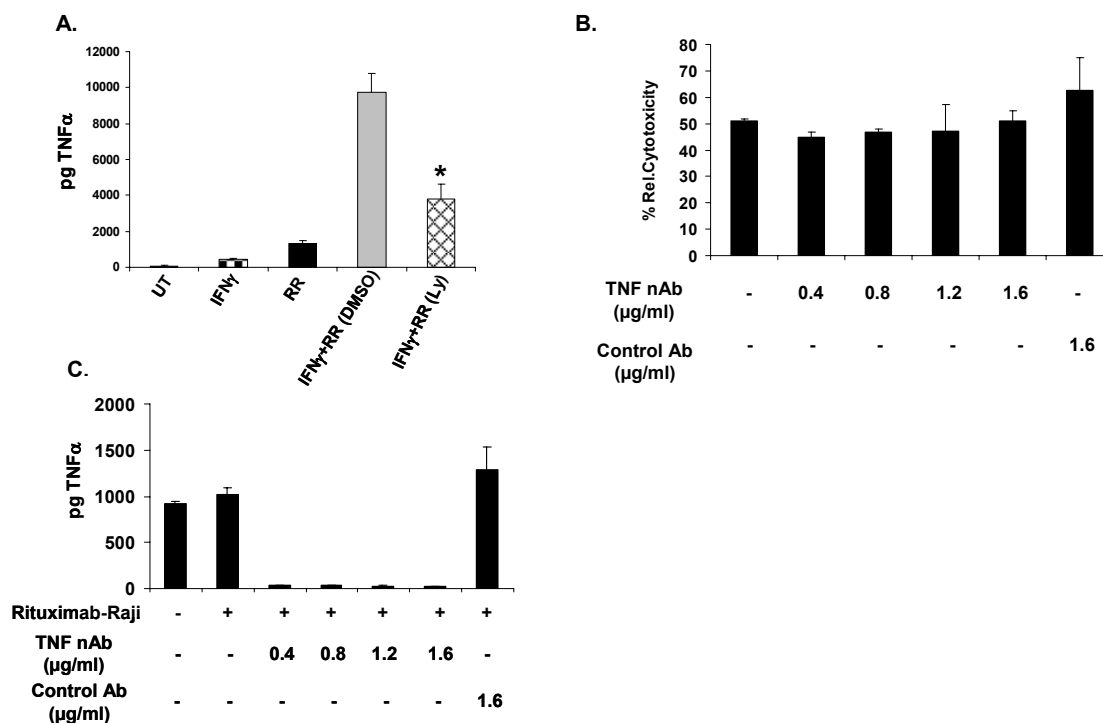 A.
12000
10000
8000
6000
4000
2000
0
pg TNFα
*
UT
IFNγ
RR
IFNγ+RR (DMSO)
IFNγ+RR (Ly)
B.
80
70
60
50
40
30
20
10
0
% Rel.Cytotoxicity
TNF nAb - 0.4 0.8 1.2 1.6 -
(µg/ml)
Control Ab - - - - - 1.6
(µg/ml)
C.
2000
1500
1000
500
0
pg TNFα
Rituximab-Raji - + + + + + +
TNF nAb - - 0.4 0.8 1.2 1.6 -
(µg/ml)
Control Ab - - - - - - 1.6
(µg/ml)